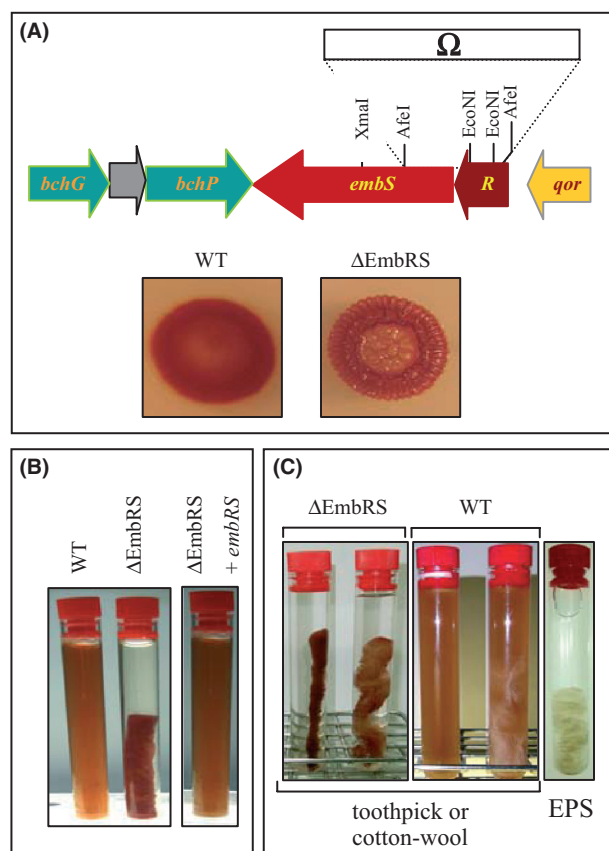 (A)
Ω
XmaI
AfeI
EcoNI
EcoNI
AfeI
bchG
bchP
embS
R
qor
WT
ΔEmbRS
(B)
WT
ΔEmbRS
ΔEmbRS
+ embRS
(C)
ΔEmbRS
WT
toothpick or
cotton-wool
EPS